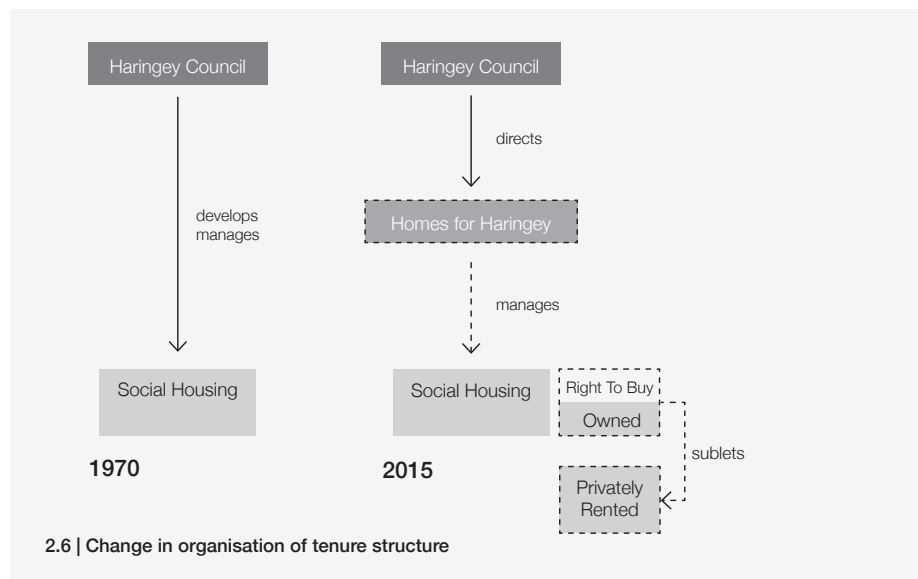 Haringey Council
develops
manages
Social Housing
1970
Haringey Council
directs
Homes for Haringey
manages
Social Housing
Right To Buy
Owned
sublets
Privately
Rented
2015
2.6 | Change in organisation of tenure structure